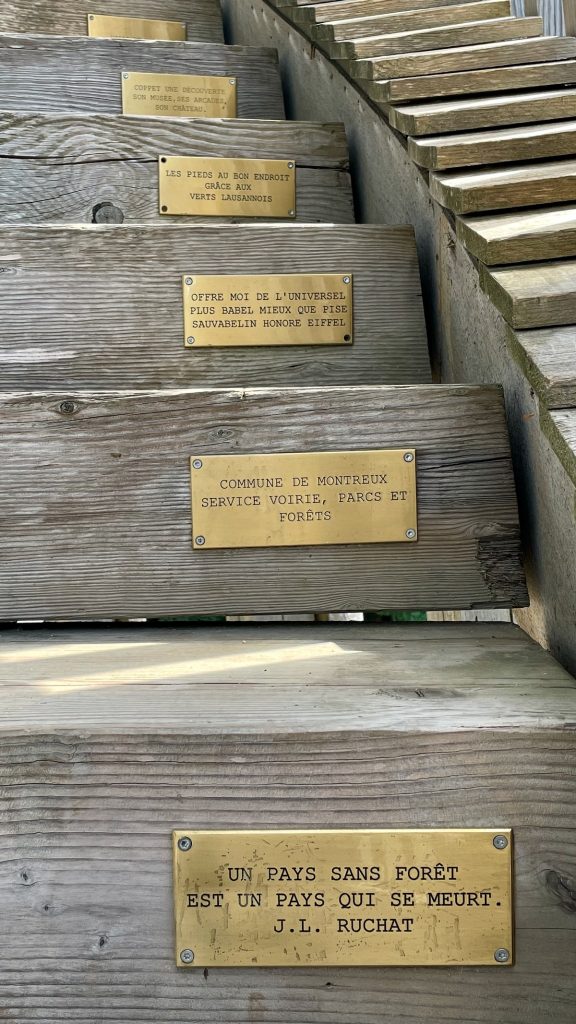 COPPET UNE DÉCOUVERTE
SON MUSÉE, SES ARCADES,
SON CHÂTEAU.
LES PIEDS AU BON ENDROIT
GRÂCE AUX
VERTS LAUSANNOIS
OFFRE MOI DE L'UNIVERSEL
PLUS BABEL MIEUX QUE PISE
SAUVABELIN HONORE EIFFEL
COMMUNE DE MONTREUX
SERVICE VOIRIE, PARCS ET
FORÊTS
UN PAYS SANS FORÊT
EST UN PAYS QUI SE MEURT.
J.L. RUCHAT